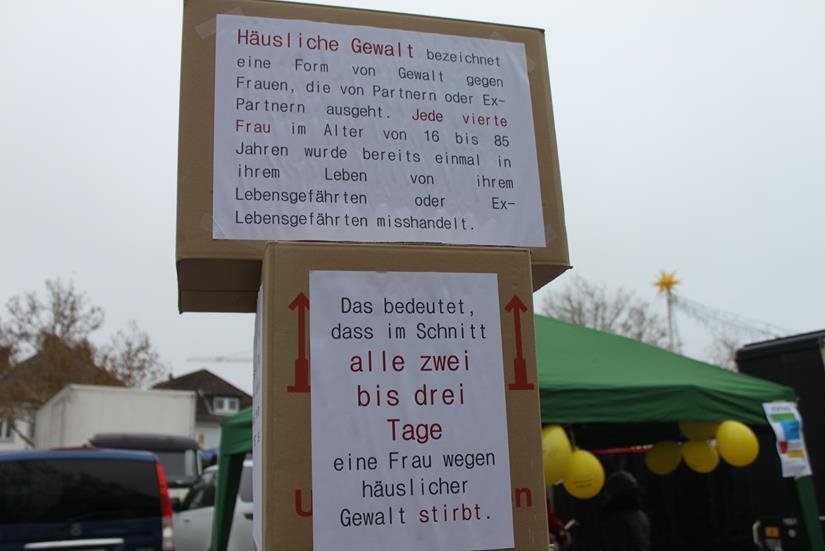 Häusliche Gewalt bezeichnet
eine Form von Gewalt gegen
Frauen, die von Partnern oder Ex-
Partnern ausgeht. Jede vierte
Frau im Alter von 16 bis 85
Jahren wurde bereits einmal in
ihrem Leben von ihrem
Lebensgefährten oder Ex-
Lebensgefährten misshandelt.
Das bedeutet,
dass im Schnitt
alle zwei
bis drei
Tage
eine Frau wegen
häuslicher
Gewalt stirbt.